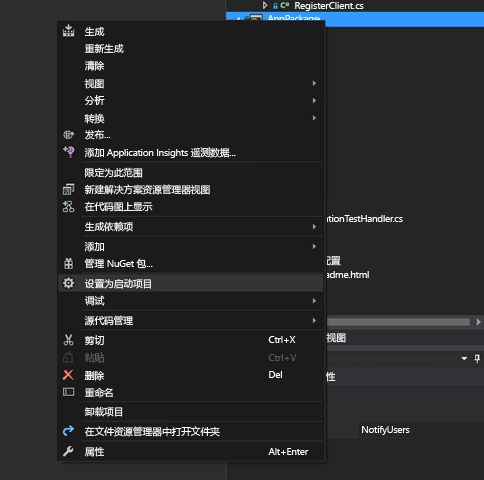 RegisterClient.cs
AppPackage
生成
重新生成
清除
视图
分析
转换
发布...
添加 Application Insights 遥测数据...
限定为此范围
新建解决方案资源管理器视图
在代码图上显示
生成依赖项
ationTestHandler.cs
添加
管理 NuGet 包...
配置
adme.html
设置为启动项目
调试
源代码管理
剪切 Ctrl+X
视图
粘贴 Ctrl+V
删除 Del
性
重命名
卸载项目
在文件资源管理器中打开文件夹
NotifyUsers
属性 Alt+Enter